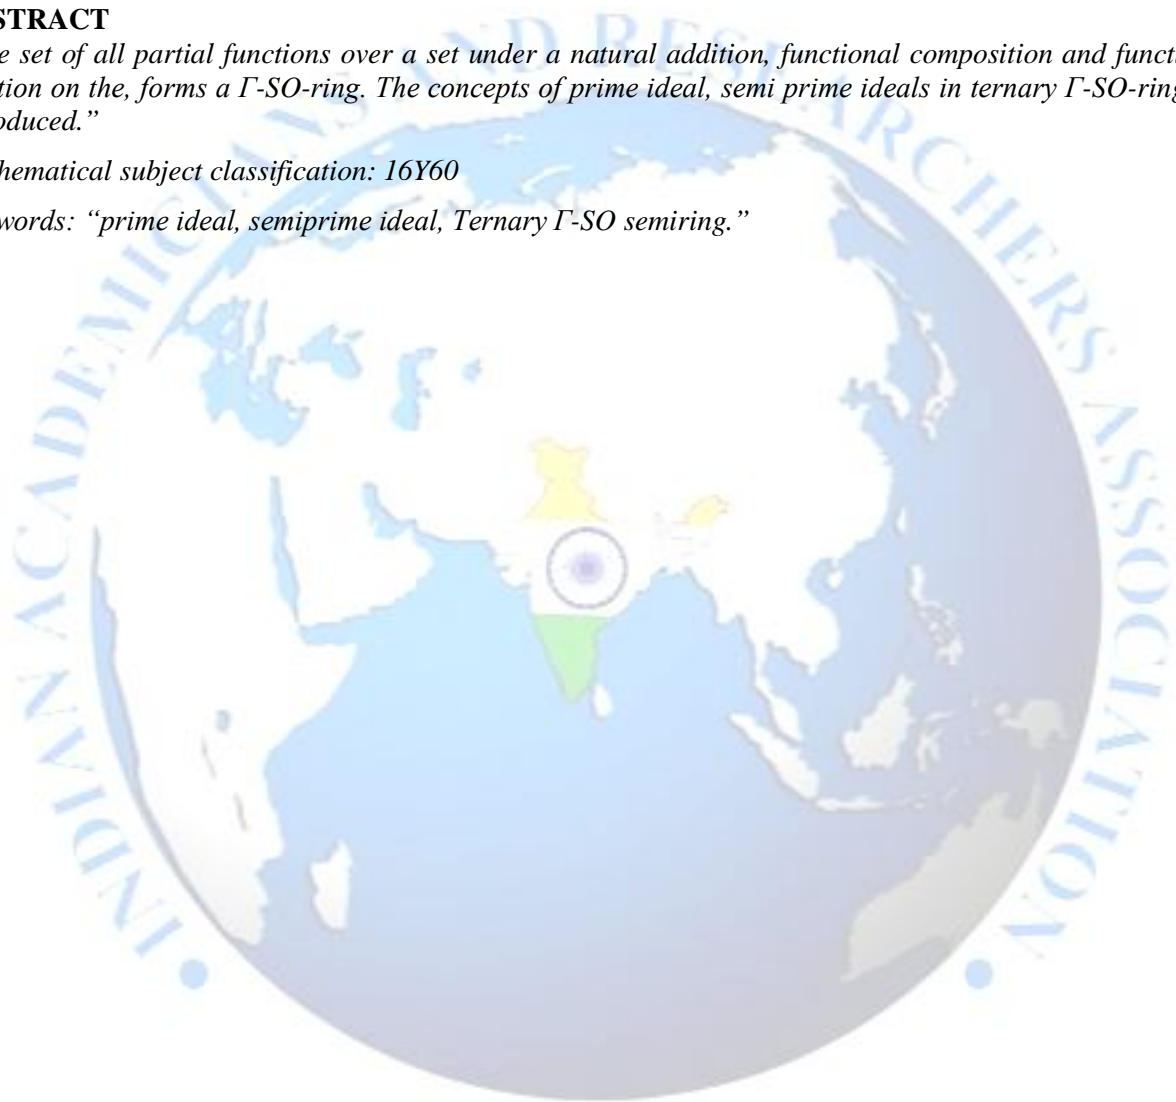 STRACT
e set of all partial functions over a set under a natural addition, functional composition and functi
tion on the, forms a Γ-SO-ring. The concepts of prime ideal, semi prime ideals in ternary Γ-SO-ring
oduced.”
hematical subject classification: 16Y60
words: “prime ideal, semiprime ideal, Ternary Γ-SO semiring.”
INDIAN ACADEMICIANS AND RESEARCHERS ASSOCIATION